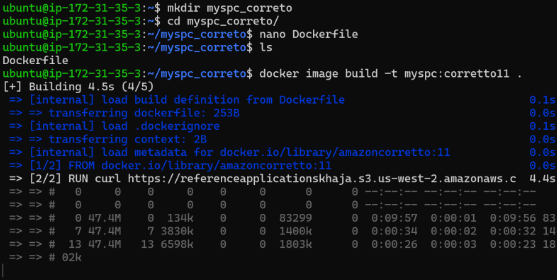 ubuntu@ip-172-31-35-3:~$ mkdir myspc_correto
ubuntu@ip-172-31-35-3:~$ cd myspc_correto/
ubuntu@ip-172-31-35-3:~/myspc_correto$ nano Dockerfile
ubuntu@ip-172-31-35-3:~/myspc_correto$ ls
Dockerfile
ubuntu@ip-172-31-35-3:~/myspc_correto$ docker image build -t myspc:corretto11 .
[+] Building 4.5s (4/5)
=> [internal] load build definition from Dockerfile 0.1s
=> => transferring dockerfile: 253B 0.0s
=> [internal] load .dockerignore 0.1s
=> => transferring context: 2B 0.0s
=> [internal] load metadata for docker.io/library/amazoncorretto:11 0.0s
=> [1/2] FROM docker.io/library/amazoncorretto:11 0.0s
=> [2/2] RUN curl https://referenceapplicationskhaja.s3.us-west-2.amazonaws.c 4.4s
=> => # 0 0 0 0 0 0 0 0 --:--:-- --:--:-- --:--:-- 0
=> => # 0 47.4M 0 134k 0 0 83299 0 0:09:57 0:00:01 0:09:56 83
=> => # 7 47.4M 7 3830k 0 0 1400k 0 0:00:34 0:00:02 0:00:32 14
=> => # 13 47.4M 13 6598k 0 0 1803k 0 0:00:26 0:00:03 0:00:23 18
=> => # 02k